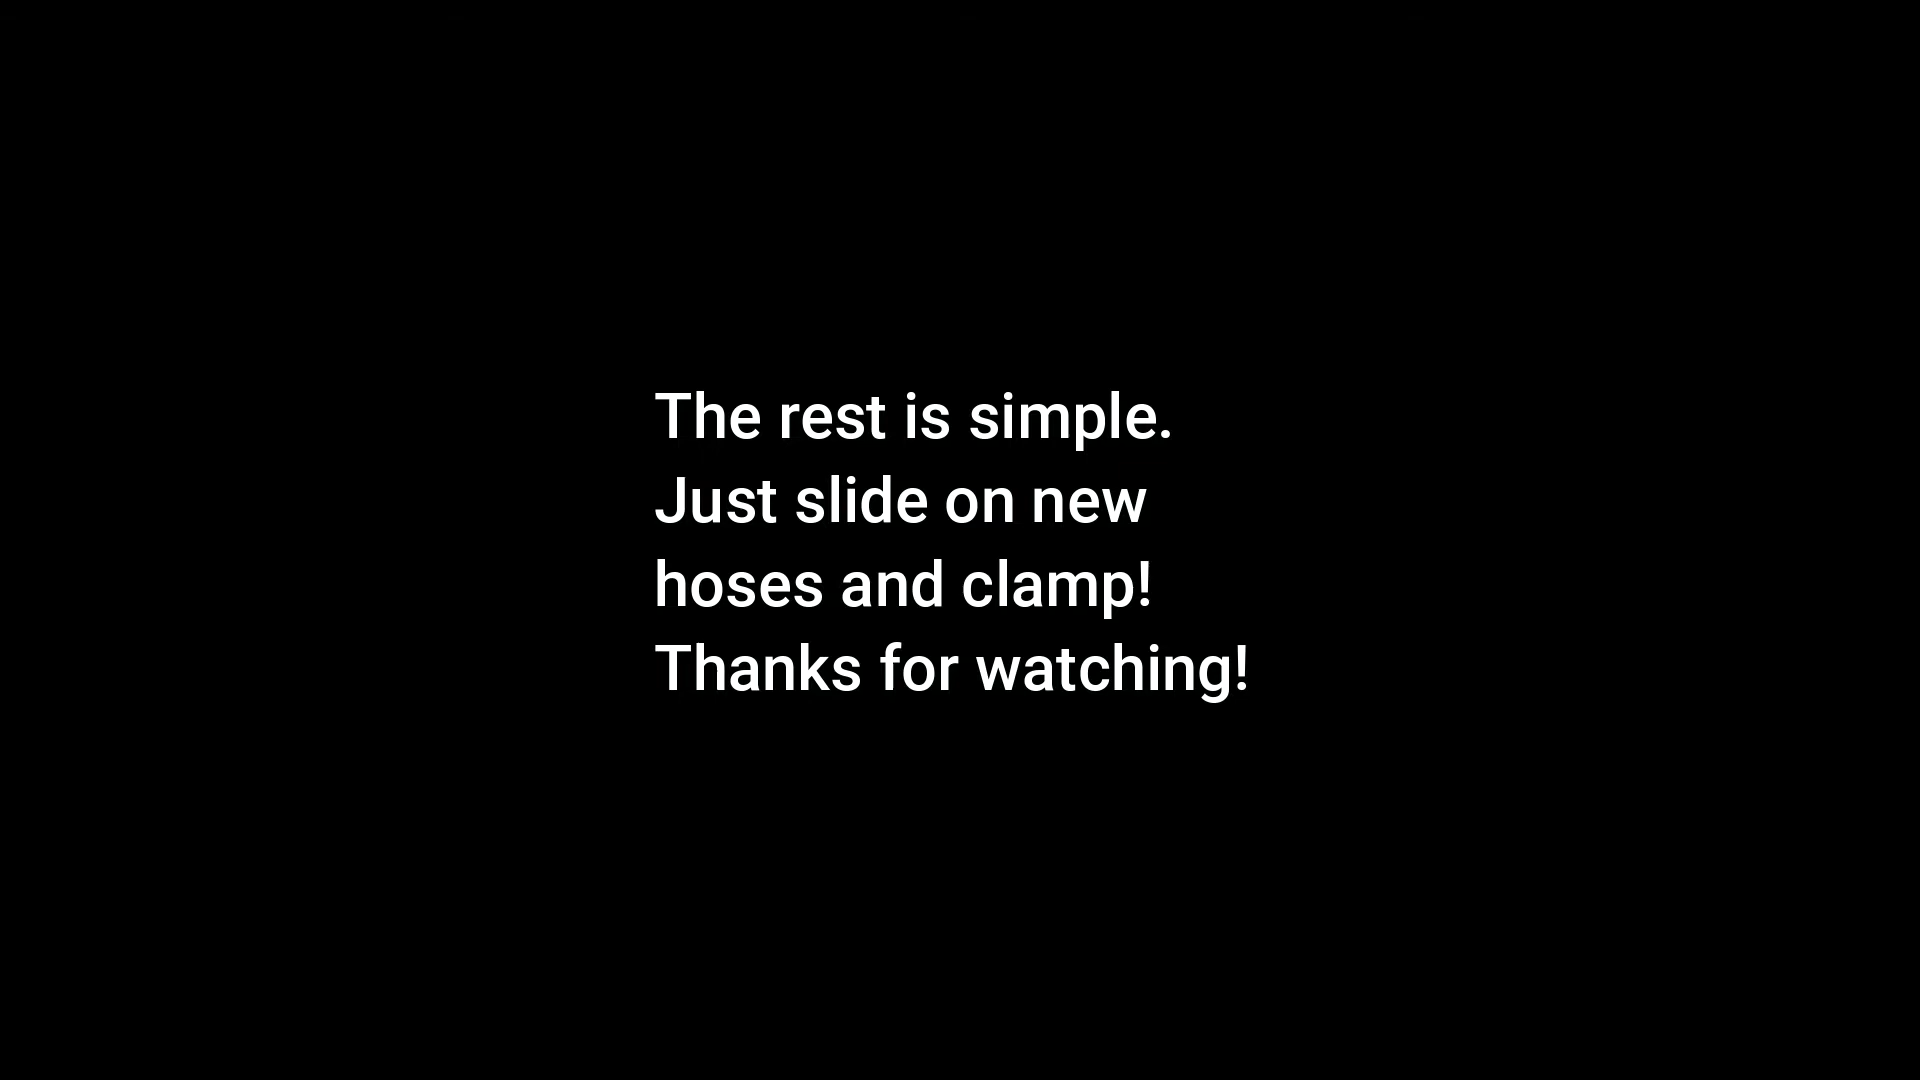 The rest is simple.
Just slide on new
hoses and clamp!
Thanks for watching!